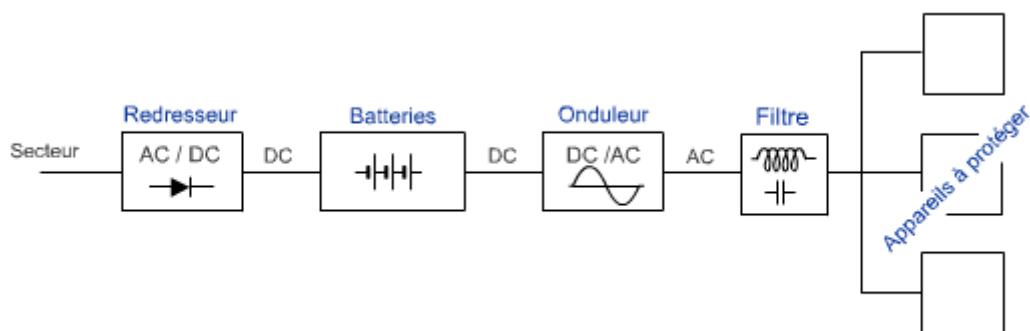 Redresseur
Batteries
Onduleur
Filtre
Secteur
AC / DC
DC
DC
DC /AC
AC
Appareils à protéger